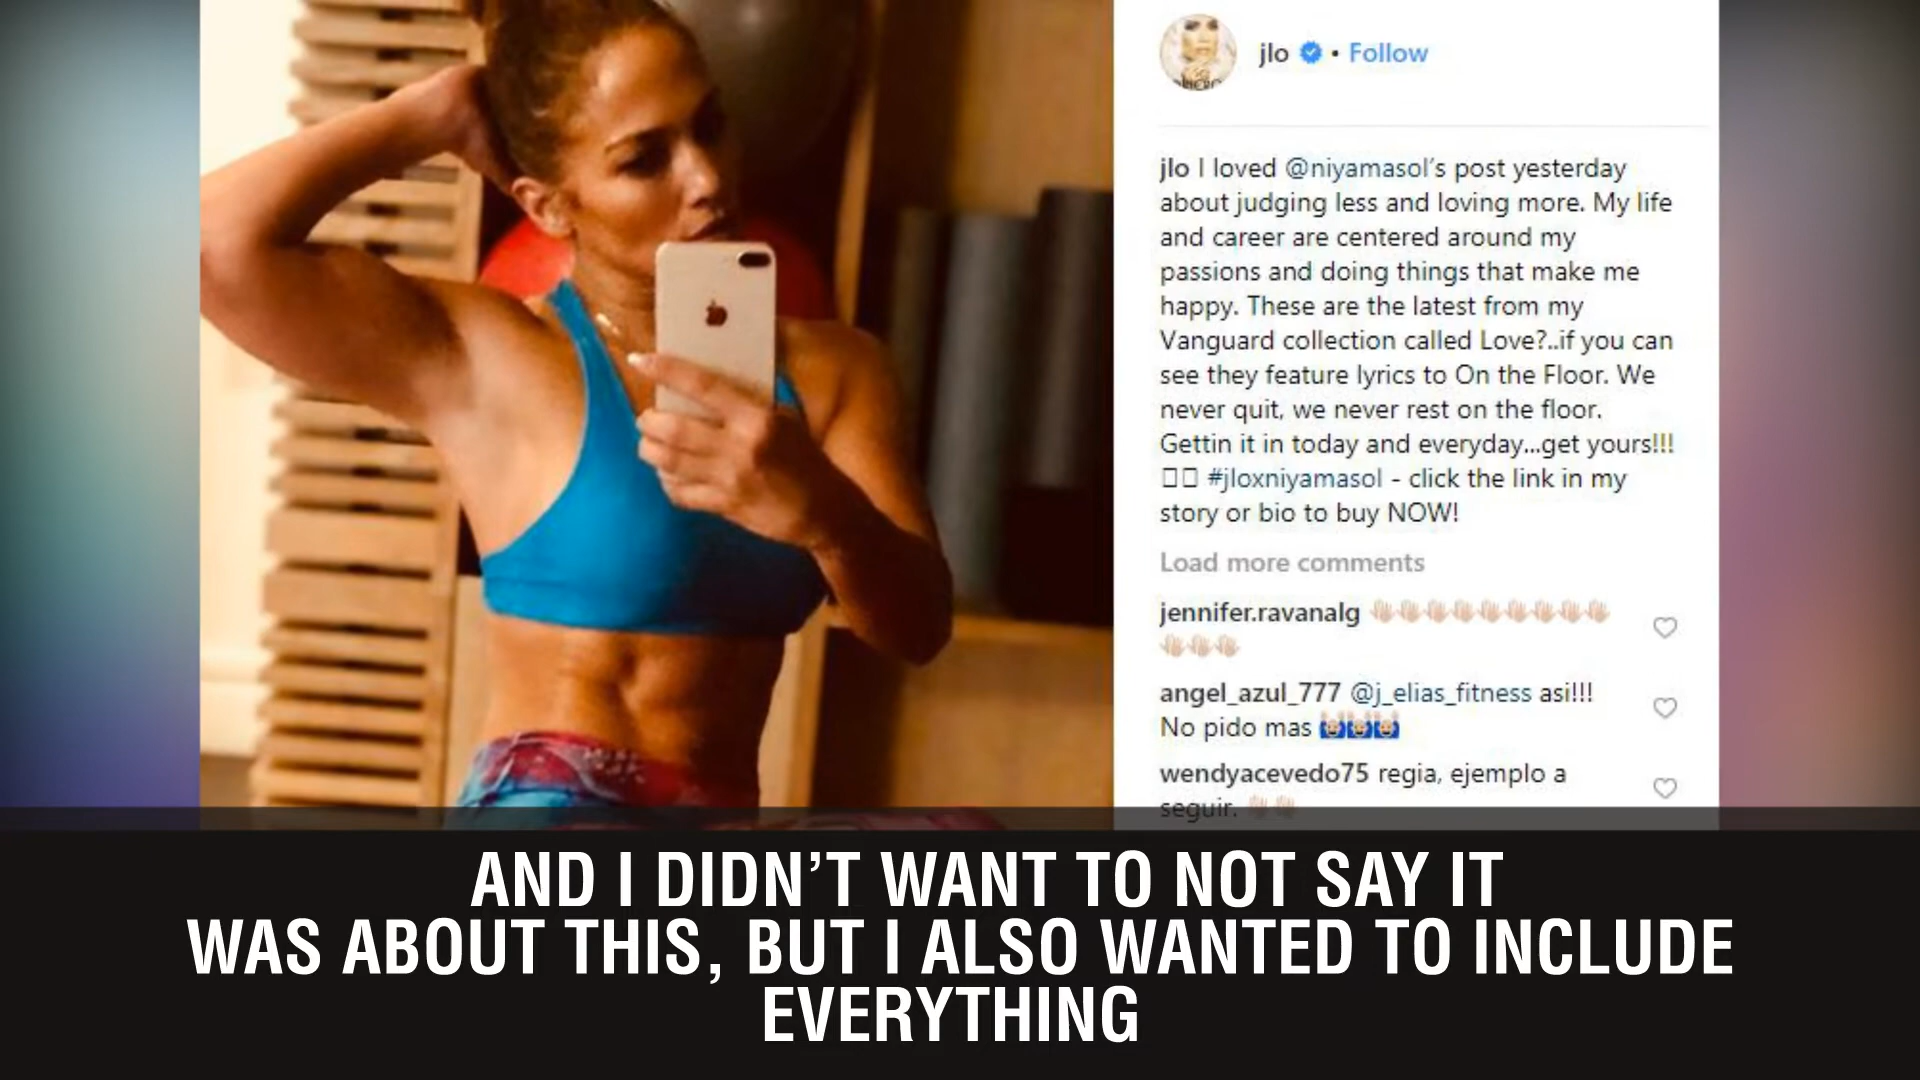 jlo • Follow
jlo I loved @niyamasol's post yesterday
about judging less and loving more. My life
and career are centered around my
passions and doing things that make me
happy. These are the latest from my
Vanguard collection called Love?..if you can
see they feature lyrics to On the Floor. We
never quit, we never rest on the floor.
Gettin it in today and everyday...get yours!!!
#jloxniyamasol - click the link in my
story or bio to buy NOW!
Load more comments
jennifer.ravanalg 👋🏻👋🏻👋🏻👋🏻👋🏻👋🏻👋🏻👋🏻👋🏻
👋🏻👋🏻👋🏻
angel_azul_777 @j_elias_fitness asi!!!
No pido mas
wendyacevedo75 regia, ejemplo a
seguir. 👋🏻👋🏻
AND I DIDN'T WANT TO NOT SAY IT
WAS ABOUT THIS, BUT I ALSO WANTED TO INCLUDE
EVERYTHING